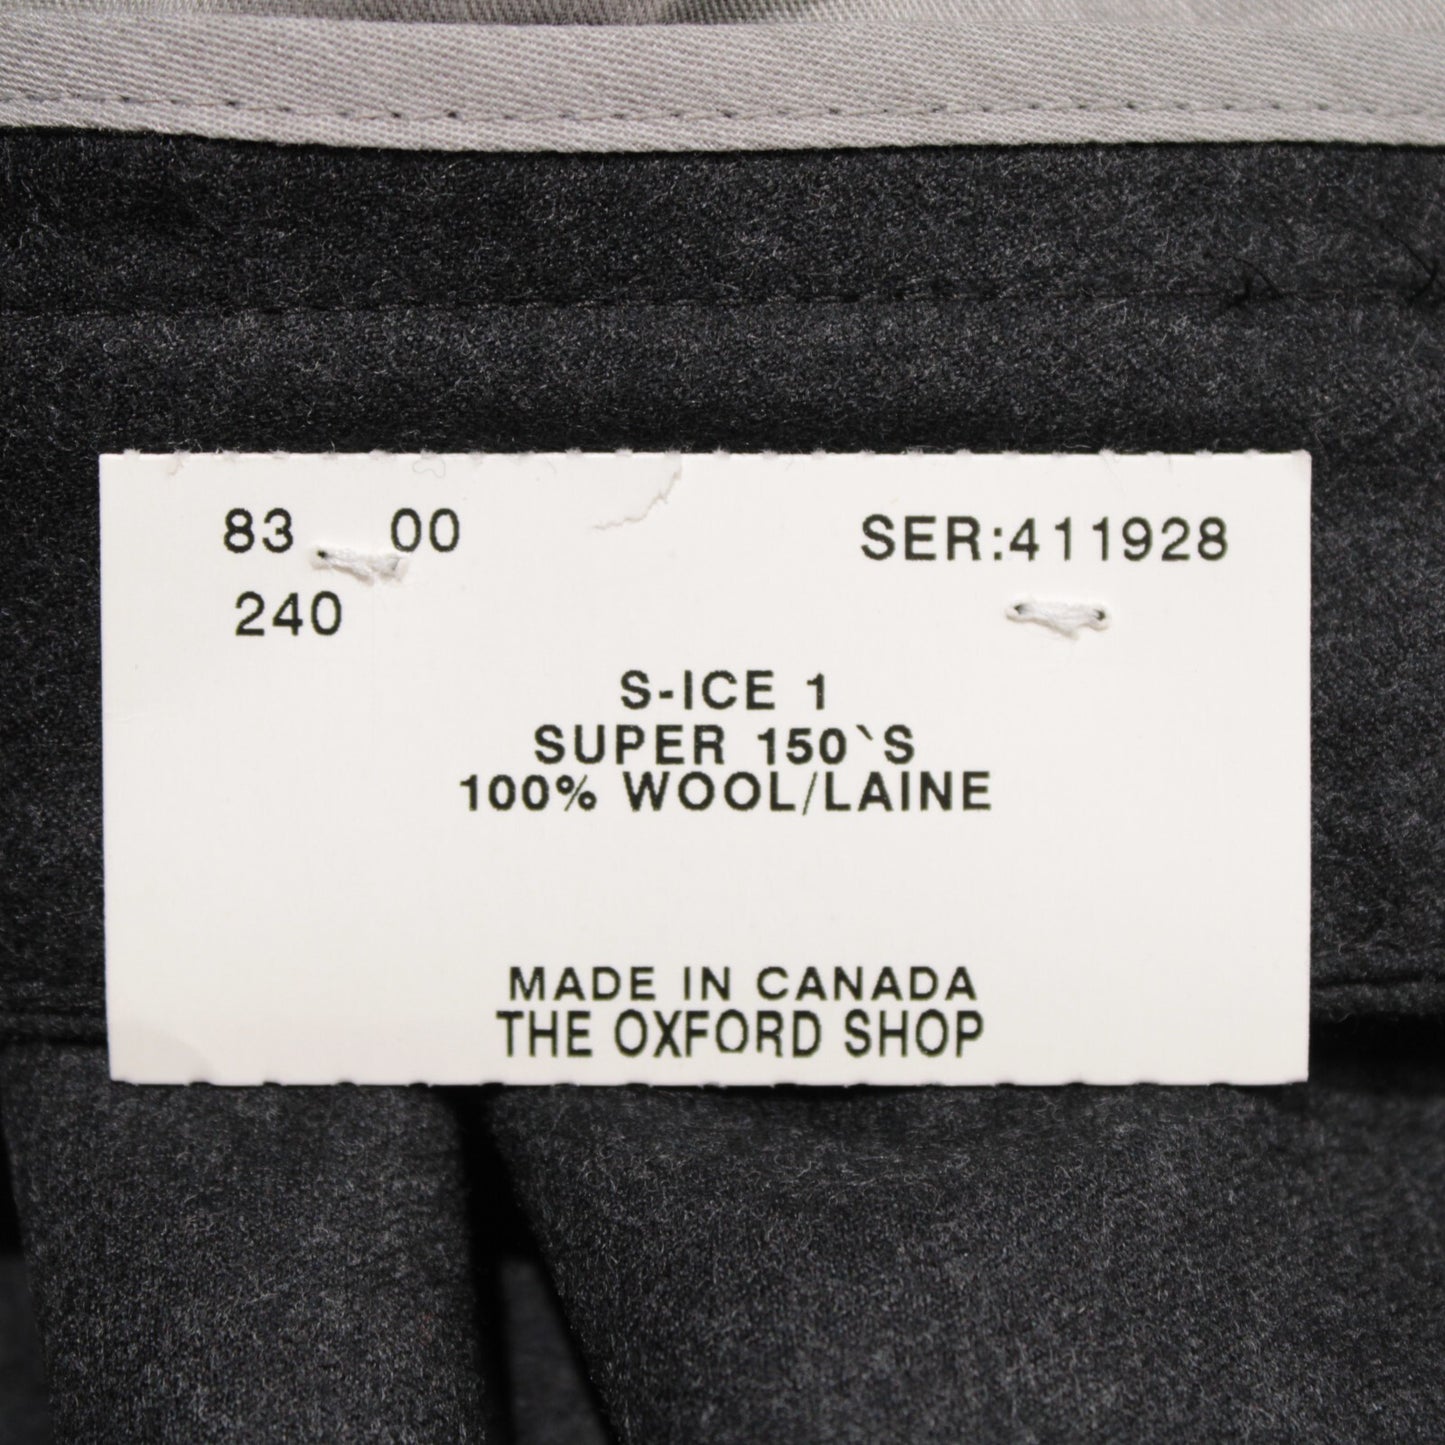 83 00 SER:411928
240
S-ICE 1
SUPER 150`S
100% WOOL/LAINE
MADE IN CANADA
THE OXFORD SHOP